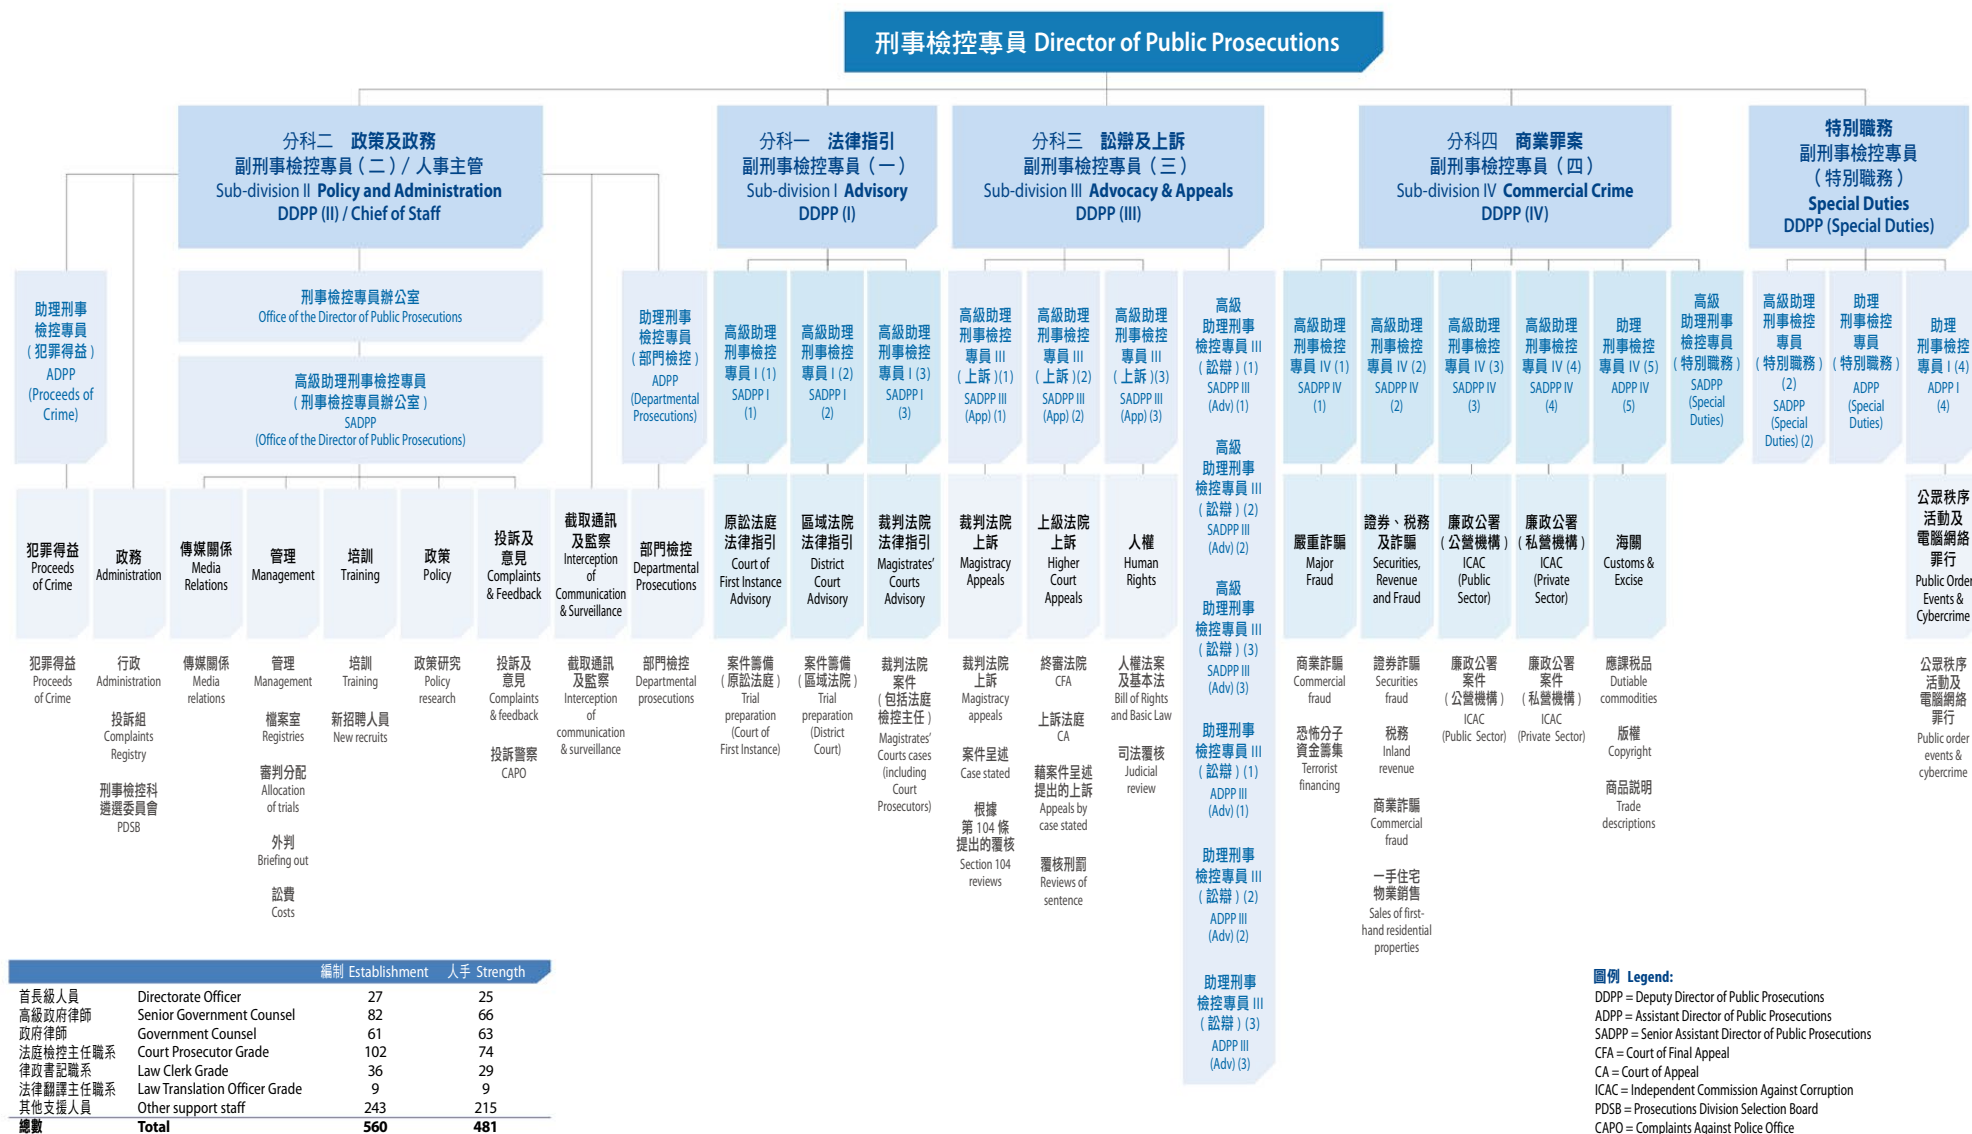 刑事檢控專員 Director of Public Prosecutions
分科二 政策及政務
副刑事檢控專員（二）/ 人事主管
Sub-division II Policy and Administration
DDPP (II) / Chief of Staff
分科一 法律指引
副刑事檢控專員（一）
Sub-division I Advisory
DDPP (I)
分科三 訟辯及上訴
副刑事檢控專員（三）
Sub-division III Advocacy & Appeals
DDPP (III)
分科四 商業罪案
副刑事檢控專員（四）
Sub-division IV Commercial Crime
DDPP (IV)
特別職務
副刑事檢控專員
（特別職務）
Special Duties
DDPP (Special Duties)
助理刑事
檢控專員
(犯罪得益)
ADPP
(Proceeds of
Crime)
刑事檢控專員辦公室
Office of the Director of Public Prosecutions
高級助理刑事檢控專員
(刑事檢控專員辦公室)
SADPP
(Office of the Director of Public Prosecutions)
助理刑事
檢控專員
(部門檢控)
ADPP
(Departmental
Prosecutions)
高級助理
刑事檢控
專員 I (1)
SADPP I
(1)
高級助理
刑事檢控
專員 I (2)
SADPP I
(2)
高級助理
刑事檢控
專員 I (3)
SADPP I
(3)
高級助理
刑事檢控
專員 III
(上訴)(1)
SADPP III
(App) (1)
高級助理
刑事檢控
專員 III
(上訴)(2)
SADPP III
(App) (2)
高級助理
刑事檢控
專員 III
(上訴)(3)
SADPP III
(App) (3)
高級
助理刑事
檢控專員 III
(訟辯) (1)
SADPP III
(Adv) (1)
高級
助理刑事
檢控專員 III
(訟辯) (2)
SADPP III
(Adv) (2)
高級
助理刑事
檢控專員 III
(訟辯) (3)
SADPP III
(Adv) (3)
助理刑事
檢控專員 III
(訟辯) (1)
ADPP III
(Adv) (1)
助理刑事
檢控專員 III
(訟辯) (2)
ADPP III
(Adv) (2)
助理刑事
檢控專員 III
(訟辯) (3)
ADPP III
(Adv) (3)
高級助理
刑事檢控
專員 IV (1)
SADPP IV
(1)
高級助理
刑事檢控
專員 IV (2)
SADPP IV
(2)
高級助理
刑事檢控
專員 IV (3)
SADPP IV
(3)
高級助理
刑事檢控
專員 IV (4)
SADPP IV
(4)
助理
刑事檢控
專員 IV (5)
ADPP IV
(5)
高級
助理刑事
檢控專員
(特別職務)
SADPP
(Special
Duties)
高級助理
刑事檢控
專員
(特別職務)
(2)
SADPP
(Special
Duties) (2)
助理
刑事檢控
專員
(特別職務)
ADPP
(Special
Duties)
助理
刑事檢控
專員 I (4)
ADPP I
(4)
犯罪得益
Proceeds
of Crime
政務
Administration
傳媒關係
Media
Relations
管理
Management
培訓
Training
政策
Policy
投訴及
意見
Complaints
& Feedback
截取通訊
及監察
Interception
of
Communication
& Surveillance
部門檢控
Departmental
Prosecutions
原訟法庭
法律指引
Court of
First Instance
Advisory
區域法院
法律指引
District
Court
Advisory
裁判法院
法律指引
Magistrates'
Courts
Advisory
裁判法院
上訴
Magistracy
Appeals
上級法院
上訴
Higher
Court
Appeals
人權
Human
Rights
嚴重詐騙
Major
Fraud
證券、稅務
及詐騙
Securities,
Revenue
and Fraud
廉政公署
(公營機構)
ICAC
(Public
Sector)
廉政公署
(私營機構)
ICAC
(Private
Sector)
海關
Customs &
Excise
公眾秩序
活動及
電腦網絡
罪行
Public Order
Events &
Cybercrime
犯罪得益
Proceeds
of Crime
行政
Administration
投訴組
Complaints
Registry
刑事檢控科
遴選委員會
PDSB
傳媒關係
Media
relations
管理
Management
檔案室
Registries
審判分配
Allocation
of trials
外判
Briefing out
訟費
Costs
培訓
Training
新招聘人員
New recruits
政策研究
Policy
research
投訴及
意見
Complaints
& feedback
投訴警察
CAPO
截取通訊
及監察
Interception
of
communication
& surveillance
部門檢控
Departmental
prosecutions
案件籌備
(原訟法庭)
Trial
preparation
(Court of
First Instance)
案件籌備
(區域法院)
Trial
preparation
(District
Court)
裁判法院
案件
(包括法庭
檢控主任)
Magistrates'
Courts cases
(including
Court
Prosecutors)
裁判法院
上訴
Magistracy
appeals
案件呈述
Case stated
根據
第 104 條
提出的覆核
Section 104
reviews
終審法院
CFA
上訴法庭
CA
藉案件呈述
提出的上訴
Appeals by
case stated
覆核刑罰
Reviews of
sentence
人權法案
及基本法
Bill of Rights
and Basic Law
司法覆核
Judicial
review
商業詐騙
Commercial
fraud
恐怖分子
資金籌集
Terrorist
financing
證券詐騙
Securities
fraud
稅務
Inland
revenue
商業詐騙
Commercial
fraud
一手住宅
物業銷售
Sales of first-
hand residential
properties
廉政公署
案件
(公營機構)
ICAC
(Public Sector)
廉政公署
案件
(私營機構)
ICAC
(Private Sector)
應課稅品
Dutiable
commodities
版權
Copyright
商品說明
Trade
descriptions
公眾秩序
活動及
電腦網絡
罪行
Public order
events &
cybercrime
編制 Establishment 人手 Strength
首長級人員 Directorate Officer 27 25
高級政府律師 Senior Government Counsel 82 66
政府律師 Government Counsel 61 63
法庭檢控主任職系 Court Prosecutor Grade 102 74
律政書記職系 Law Clerk Grade 36 29
法律翻譯主任職系 Law Translation Officer Grade 9 9
其他支援人員 Other support staff 243 215
總數 Total 560 481
圖例 Legend:
DDPP = Deputy Director of Public Prosecutions
ADPP = Assistant Director of Public Prosecutions
SADPP = Senior Assistant Director of Public Prosecutions
CFA = Court of Final Appeal
CA = Court of Appeal
ICAC = Independent Commission Against Corruption
PDSB = Prosecutions Division Selection Board
CAPO = Complaints Against Police Office